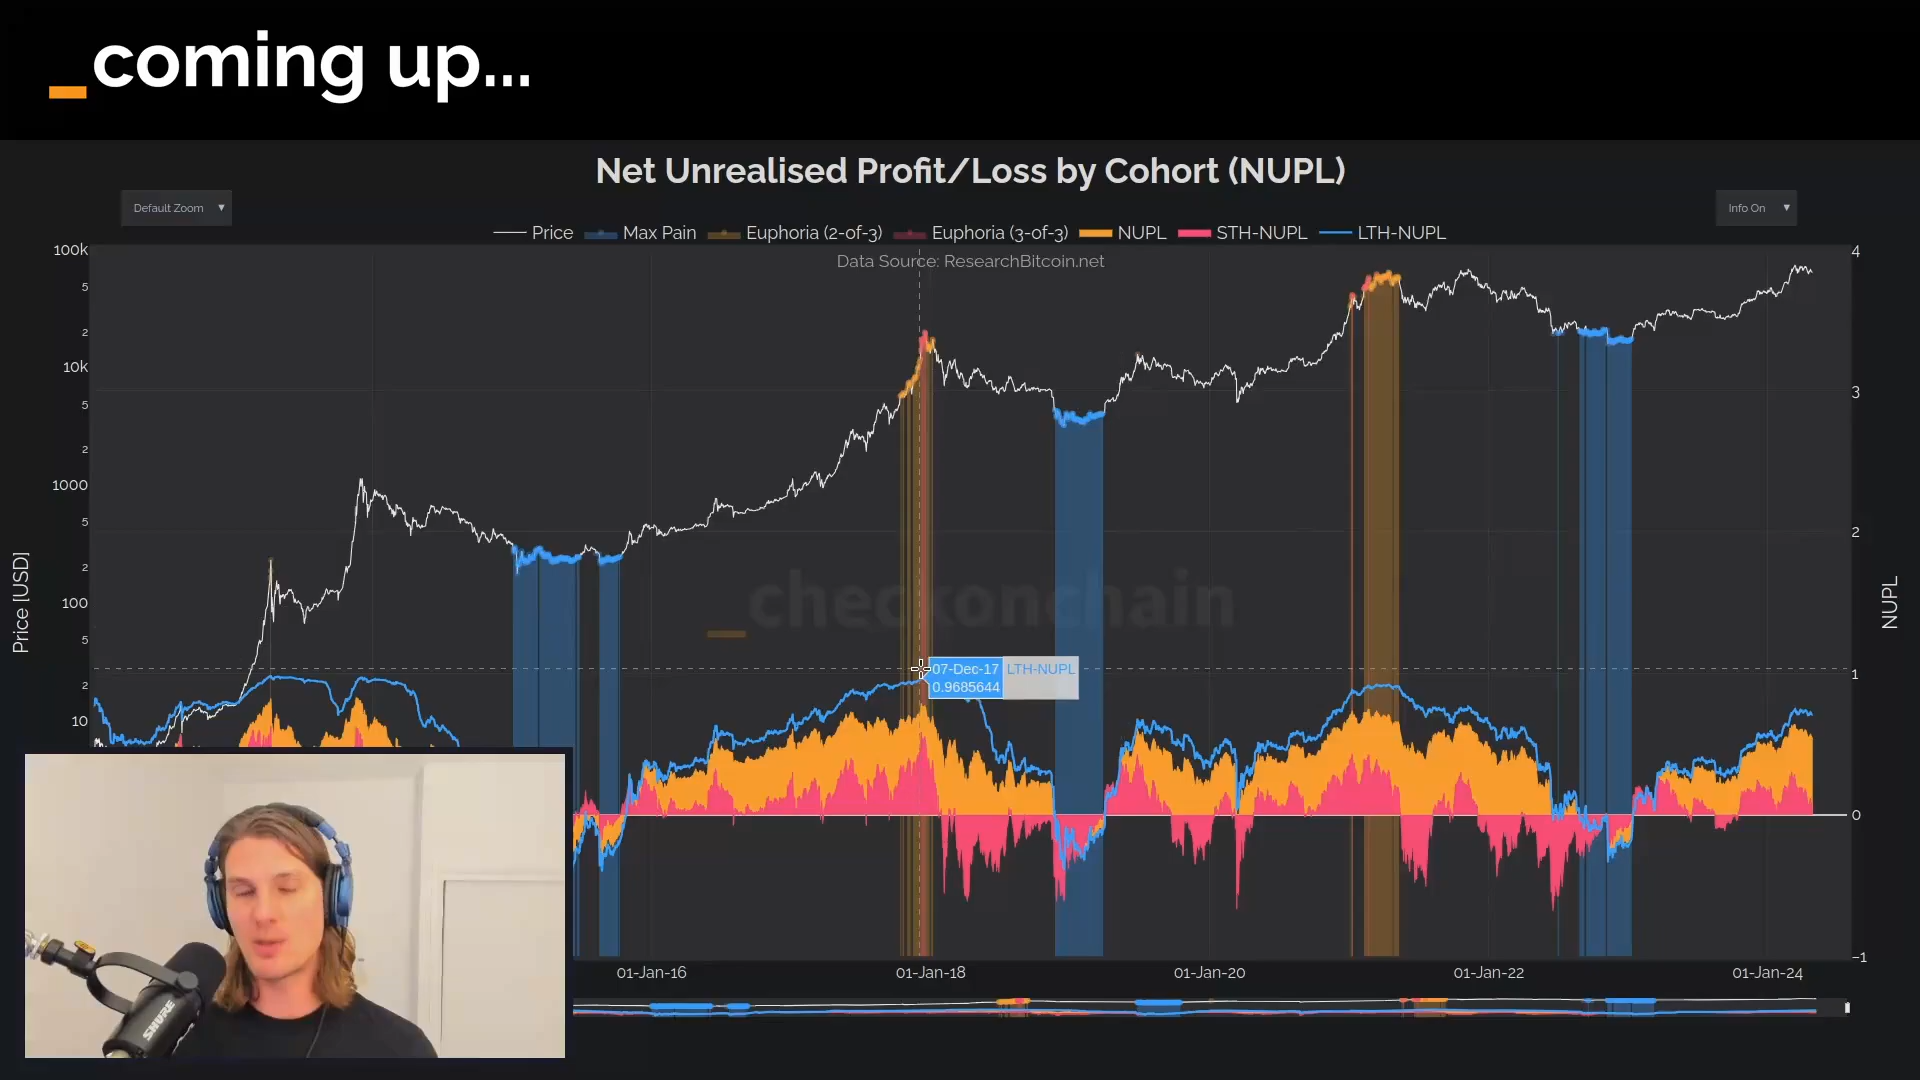 _coming up...
Net Unrealised Profit/Loss by Cohort (NUPL)
Default Zoom ▼
Info On ▼
Price Max Pain Euphoria (2-of-3) Euphoria (3-of-3) NUPL STH-NUPL LTH-NUPL
Data Source: ResearchBitcoin.net
100k
5
2
10k
5
2
1000
5
2
100
5
2
10
Price [USD]
4
3
2
1
0
−1
NUPL
_checkonchain
07-Dec-17 LTH-NUPL
0.9685644
01-Jan-16 01-Jan-18 01-Jan-20 01-Jan-22 01-Jan-24
SHURE